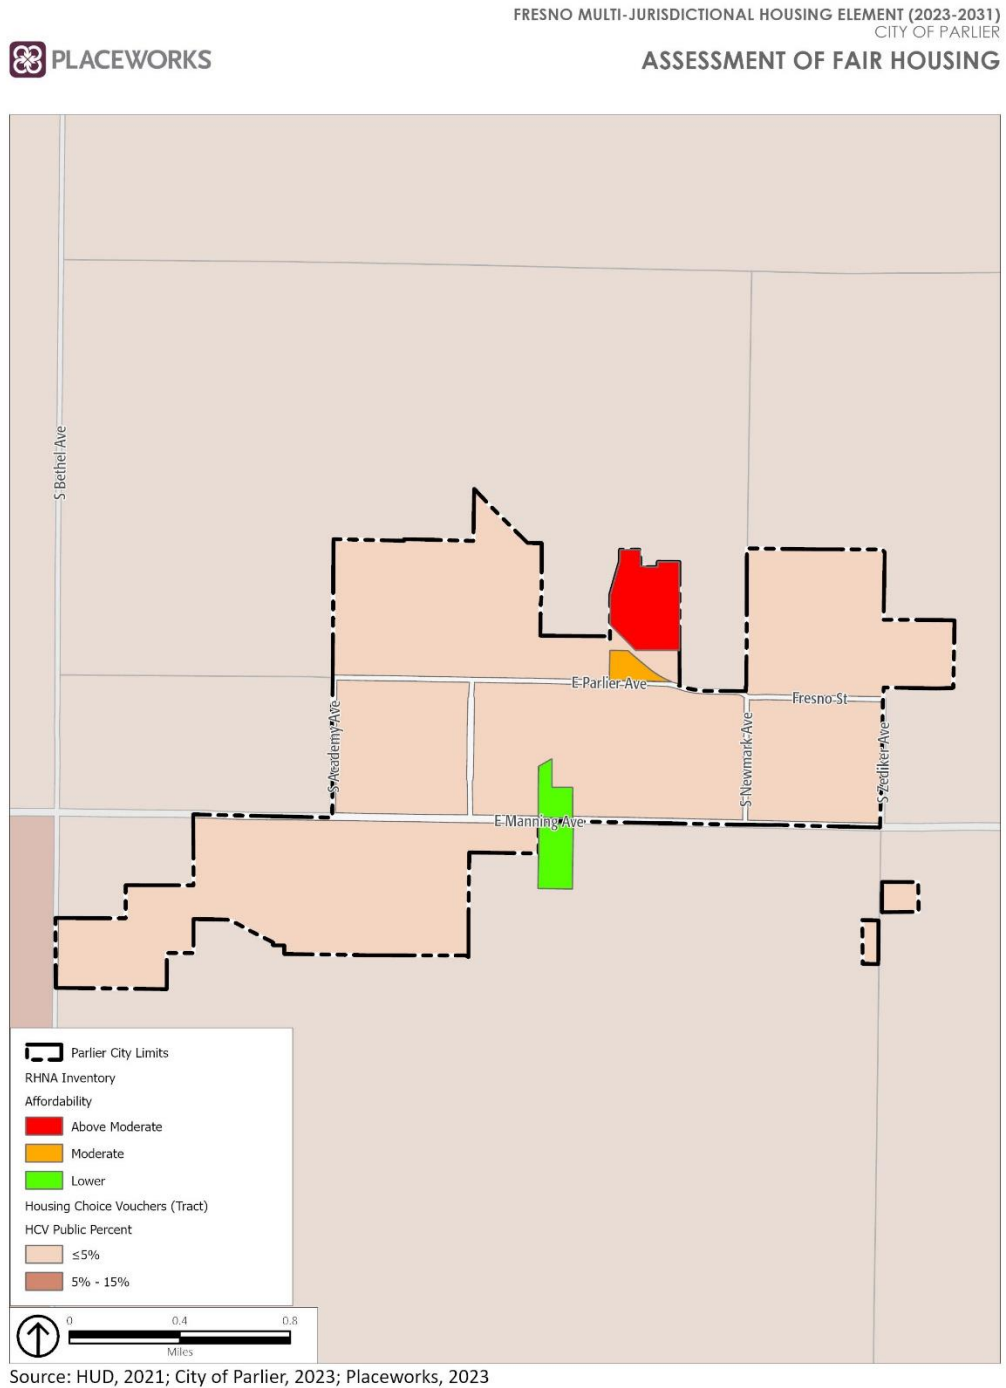 FRESNO MULTI-JURISDICTIONAL HOUSING ELEMENT (2023-2031)
CITY OF PARLIER
PLACEWORKS
ASSESSMENT OF FAIR HOUSING
S Bethel Ave
E Parlier Ave
Fresno St
S Academy Ave
S Newmark Ave
S Zediker Ave
E Manning Ave
Parlier City Limits
RHNA Inventory
Affordability
Above Moderate
Moderate
Lower
Housing Choice Vouchers (Tract)
HCV Public Percent
≤5%
5% - 15%
0 0.4 0.8
Miles
Source: HUD, 2021; City of Parlier, 2023; Placeworks, 2023